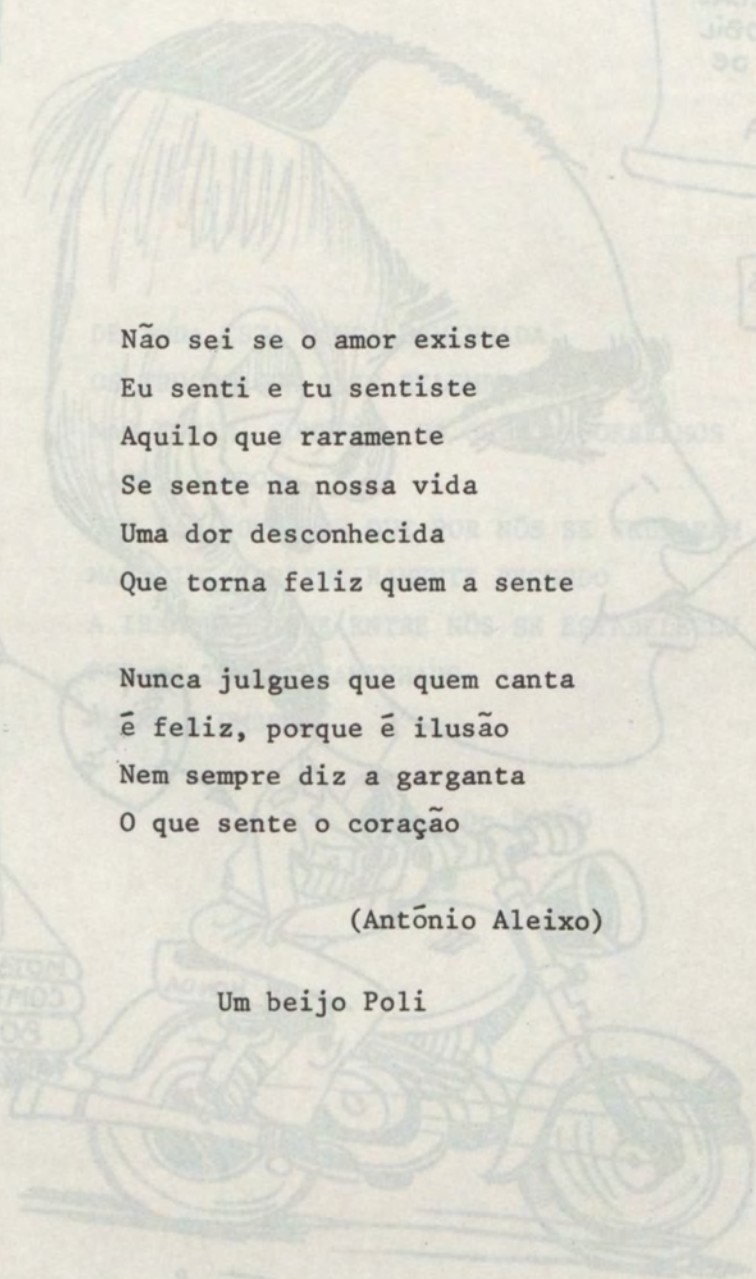 Não sei se o amor existe
Eu senti e tu sentiste
Aquilo que raramente
Se sente na nossa vida
Uma dor desconhecida
Que torna feliz quem a sente
Nunca julgues que quem canta
é feliz, porque é ilusão
Nem sempre diz a garganta
O que sente o coração
(António Aleixo)
Um beijo Poli